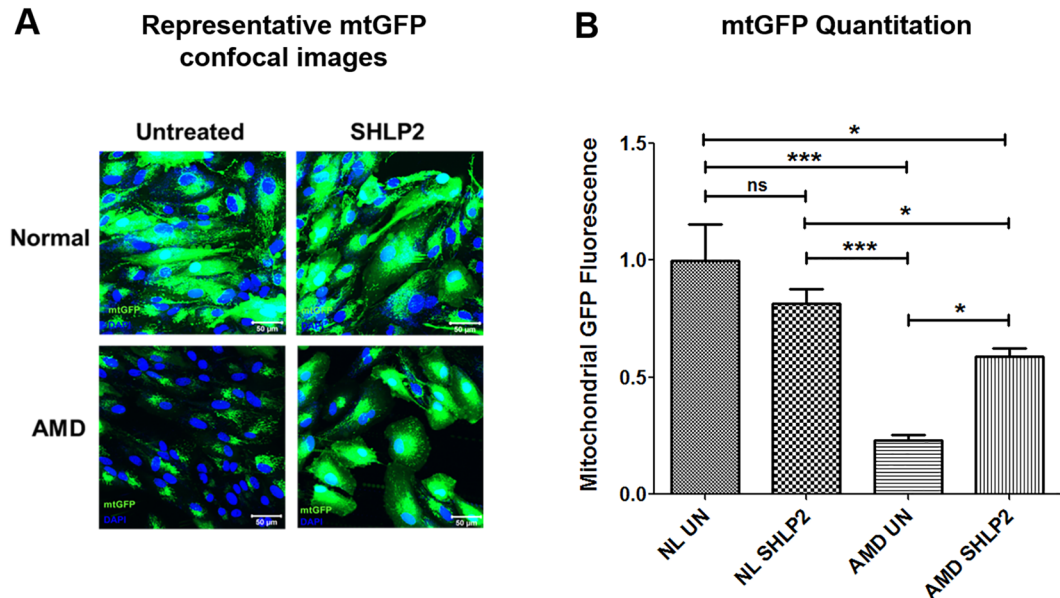 A
Representative mtGFP
confocal images
Untreated
SHLP2
Normal
mtGFP
50 µm
mtGFP
50 µm
AMD
mtGFP
DAPI
50 µm
mtGFP
DAPI
50 µm
B
mtGFP Quantitation
Mitochondrial GFP Fluorescence
1.5
1.0
0.5
0.0
*
***
ns
*
***
*
NL UN
NL SHLP2
AMD UN
AMD SHLP2